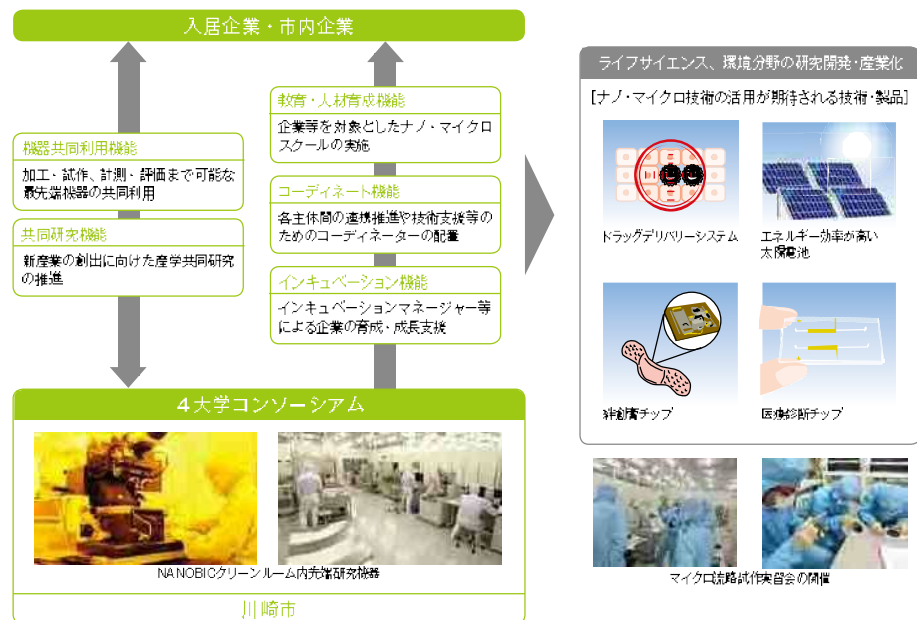 入居企業・市内企業
機器共同利用機能
加工・試作、計測・評価まで可能な
最先端機器の共同利用
共同研究機能
新産業の創出に向けた産学共同研究
の推進
教育・人材育成機能
企業等を対象としたナノ・マイクロ
スクールの実施
コーディネート機能
各主体間の連携推進や技術支援等の
ためのコーディネーターの配置
インキュベーション機能
インキュベーションマネージャー等
による企業の育成・成長支援
4大学コンソーシアム
NANOBICクリーンルーム内先端研究機器
川崎市
ライフサイエンス、環境分野の研究開発・産業化
[ナノ・マイクロ技術の活用が期待される技術・製品]
ドラッグデリバリーシステム
エネルギー効率が高い
太陽電池
絆創膏チップ
医療診断チップ
マイクロ流路試作実習会の開催